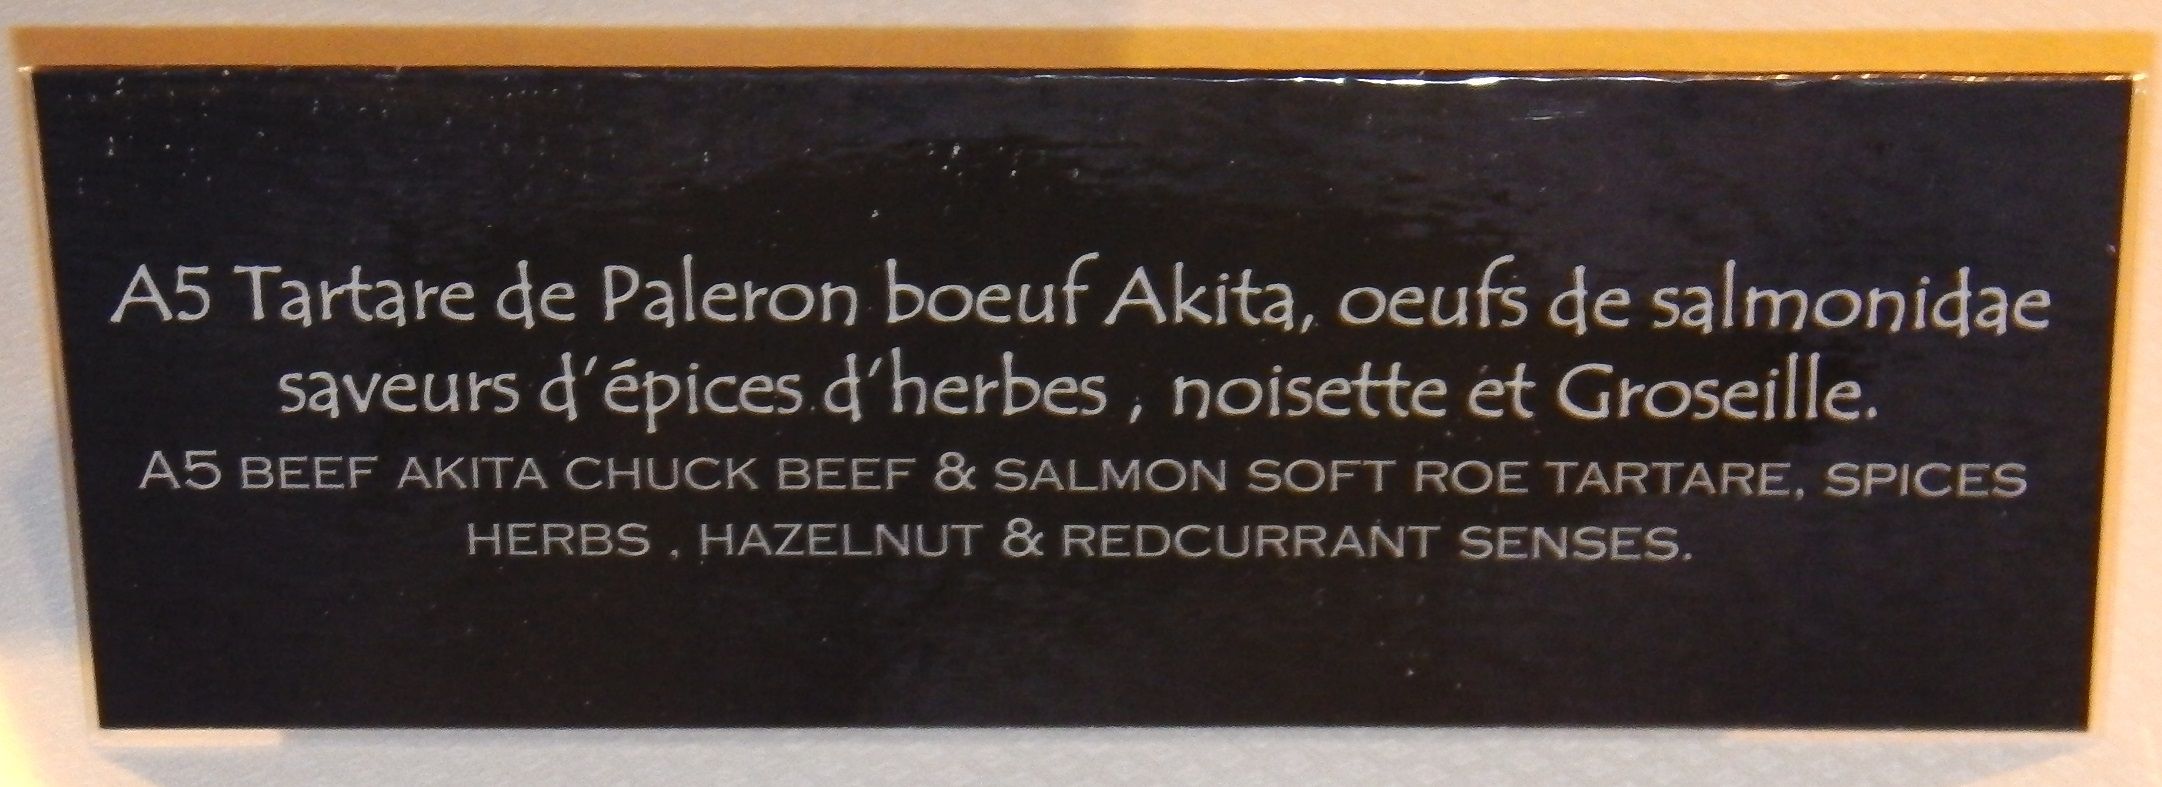 A5 Tartare de Paleron boeuf Akita, oeufs de salmonidae
saveurs d'épices d'herbes , noisette et Groseille.
A5 BEEF AKITA CHUCK BEEF & SALMON SOFT ROE TARTARE, SPICES
HERBS , HAZELNUT & REDCURRANT SENSES.